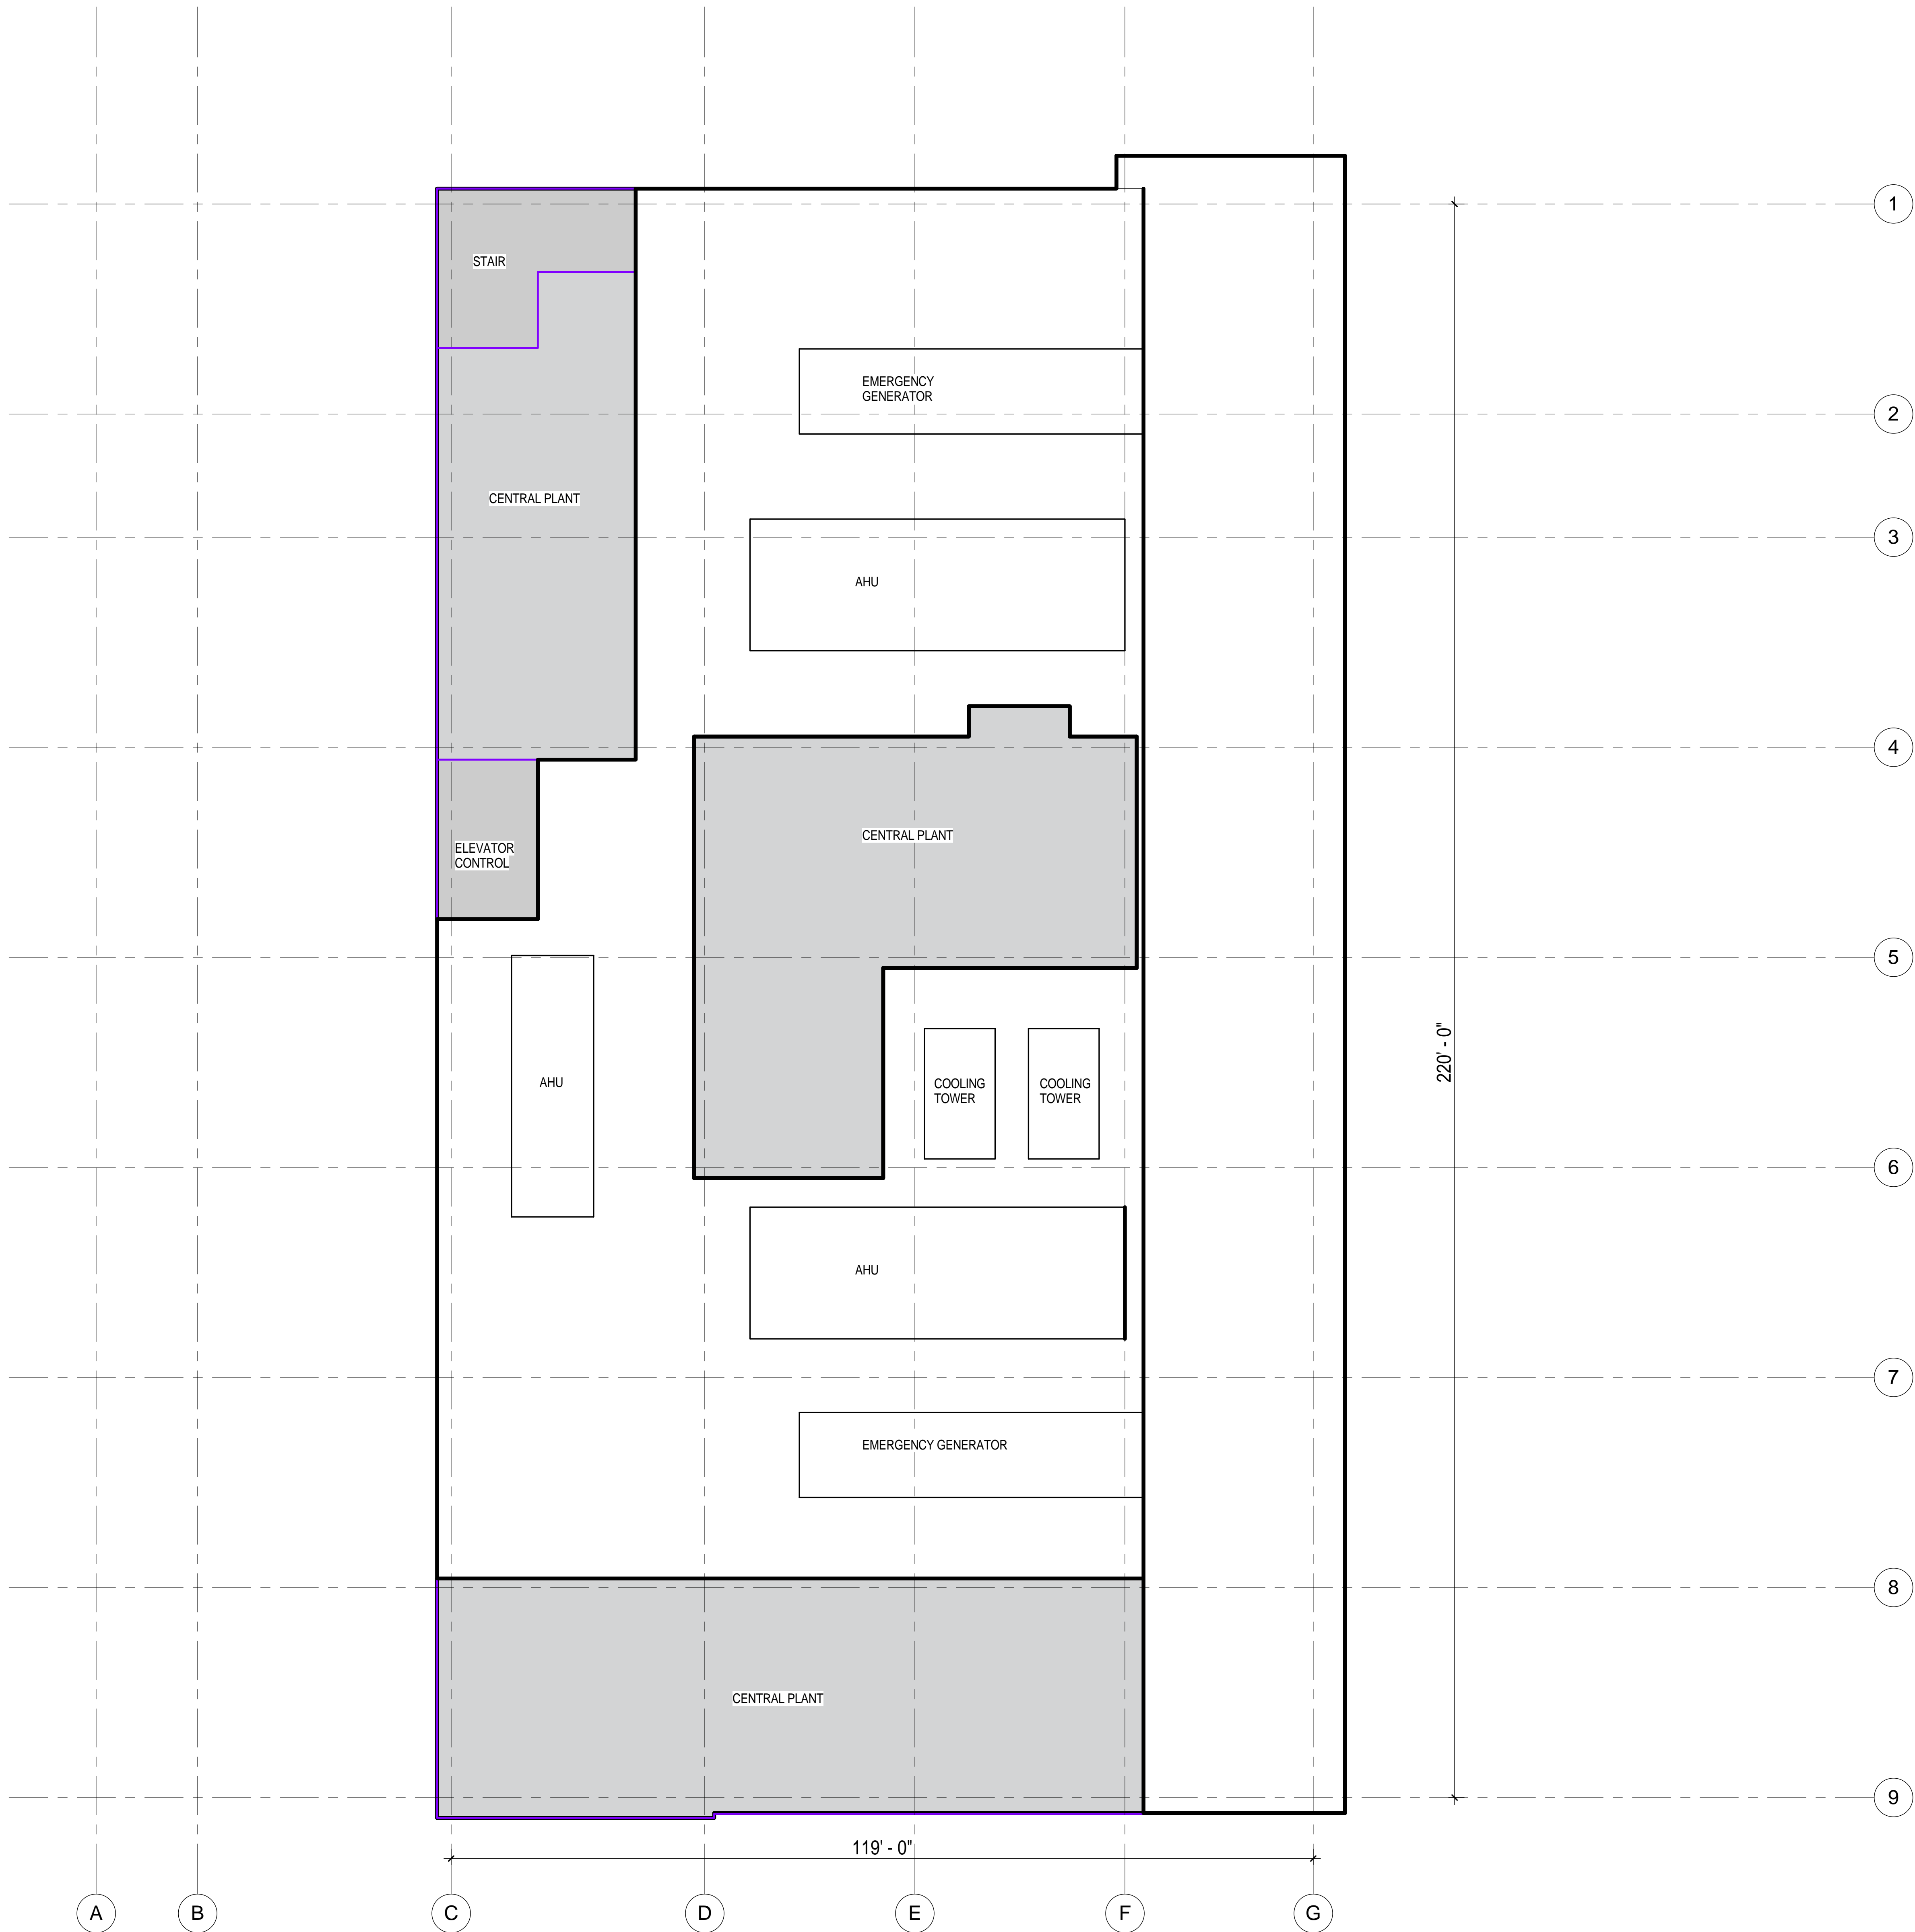 1
STAIR
EMERGENCY
GENERATOR
2
CENTRAL PLANT
3
AHU
4
CENTRAL PLANT
ELEVATOR
CONTROL
5
220' - 0"
AHU
COOLING
TOWER
COOLING
TOWER
6
AHU
7
EMERGENCY GENERATOR
8
CENTRAL PLANT
9
119' - 0"
A
B
C
D
E
F
G